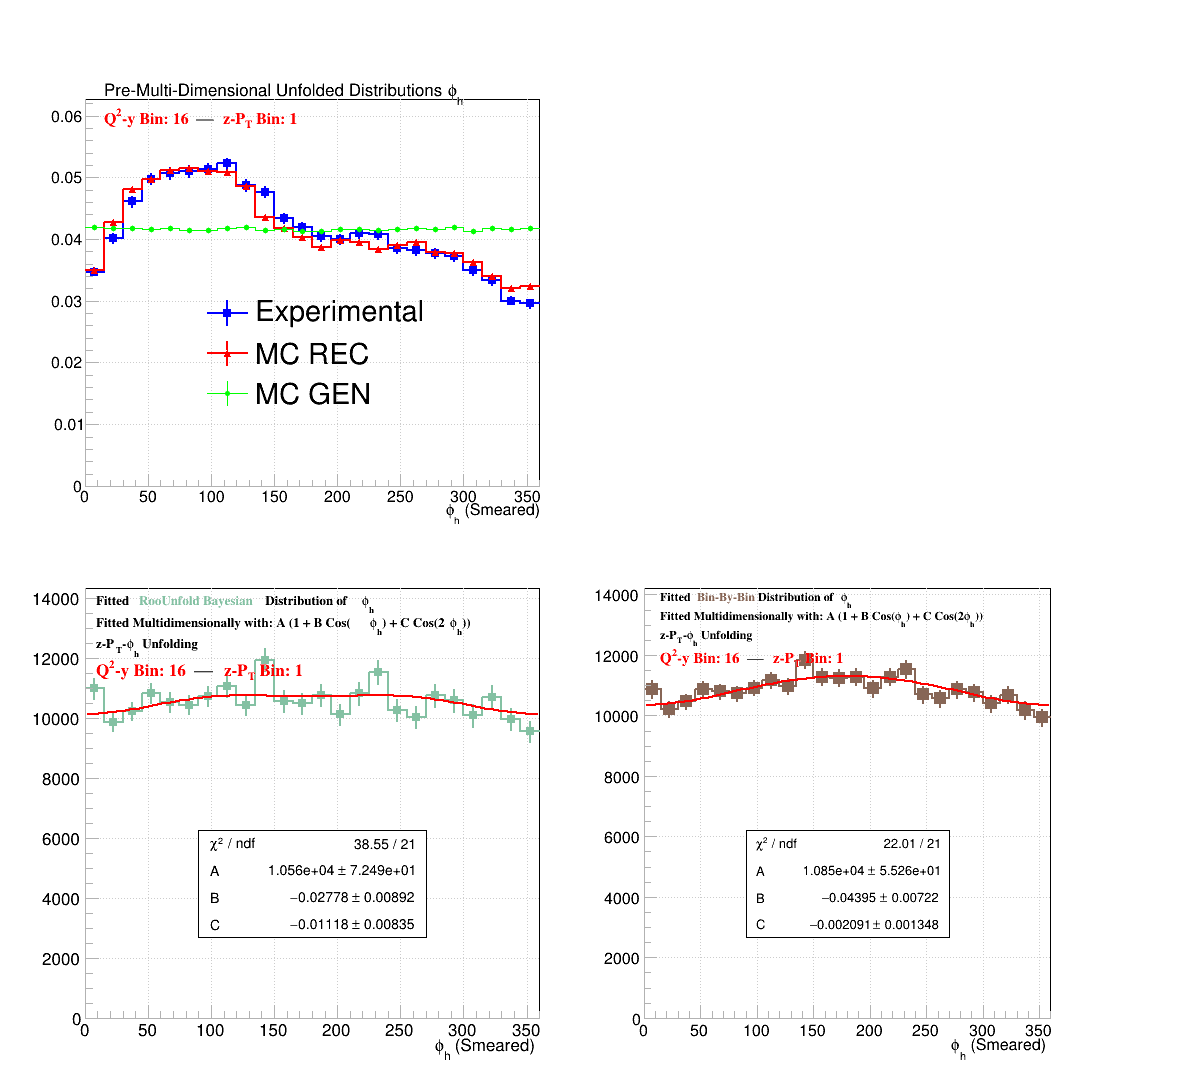 Pre-Multi-Dimensional Unfolded Distributions ϕh
Q2-y Bin: 16 — z-PT Bin: 1
0.06
0.05
0.04
0.03
0.02
0.01
0
Experimental
MC REC
MC GEN
0 50 100 150 200 250 300 350
ϕh (Smeared)
Fitted RooUnfold Bayesian Distribution of ϕh
Fitted Multidimensionally with: A (1 + B Cos( ϕh) + C Cos(2 ϕh))
z-PT-ϕh Unfolding
Q2-y Bin: 16 — z-PT Bin: 1
14000
12000
10000
8000
6000
4000
2000
0
χ2 / ndf 38.55 / 21
A 1.056e+04 ± 7.249e+01
B −0.02778 ± 0.00892
C −0.01118 ± 0.00835
0 50 100 150 200 250 300 350
ϕh (Smeared)
Fitted Bin-By-Bin Distribution of ϕh
Fitted Multidimensionally with: A (1 + B Cos(ϕh) + C Cos(2ϕh))
z-PT-ϕh Unfolding
Q2-y Bin: 16 — z-PT Bin: 1
14000
12000
10000
8000
6000
4000
2000
0
χ2 / ndf 22.01 / 21
A 1.085e+04 ± 5.526e+01
B −0.04395 ± 0.00722
C −0.002091 ± 0.001348
0 50 100 150 200 250 300 350
ϕh (Smeared)